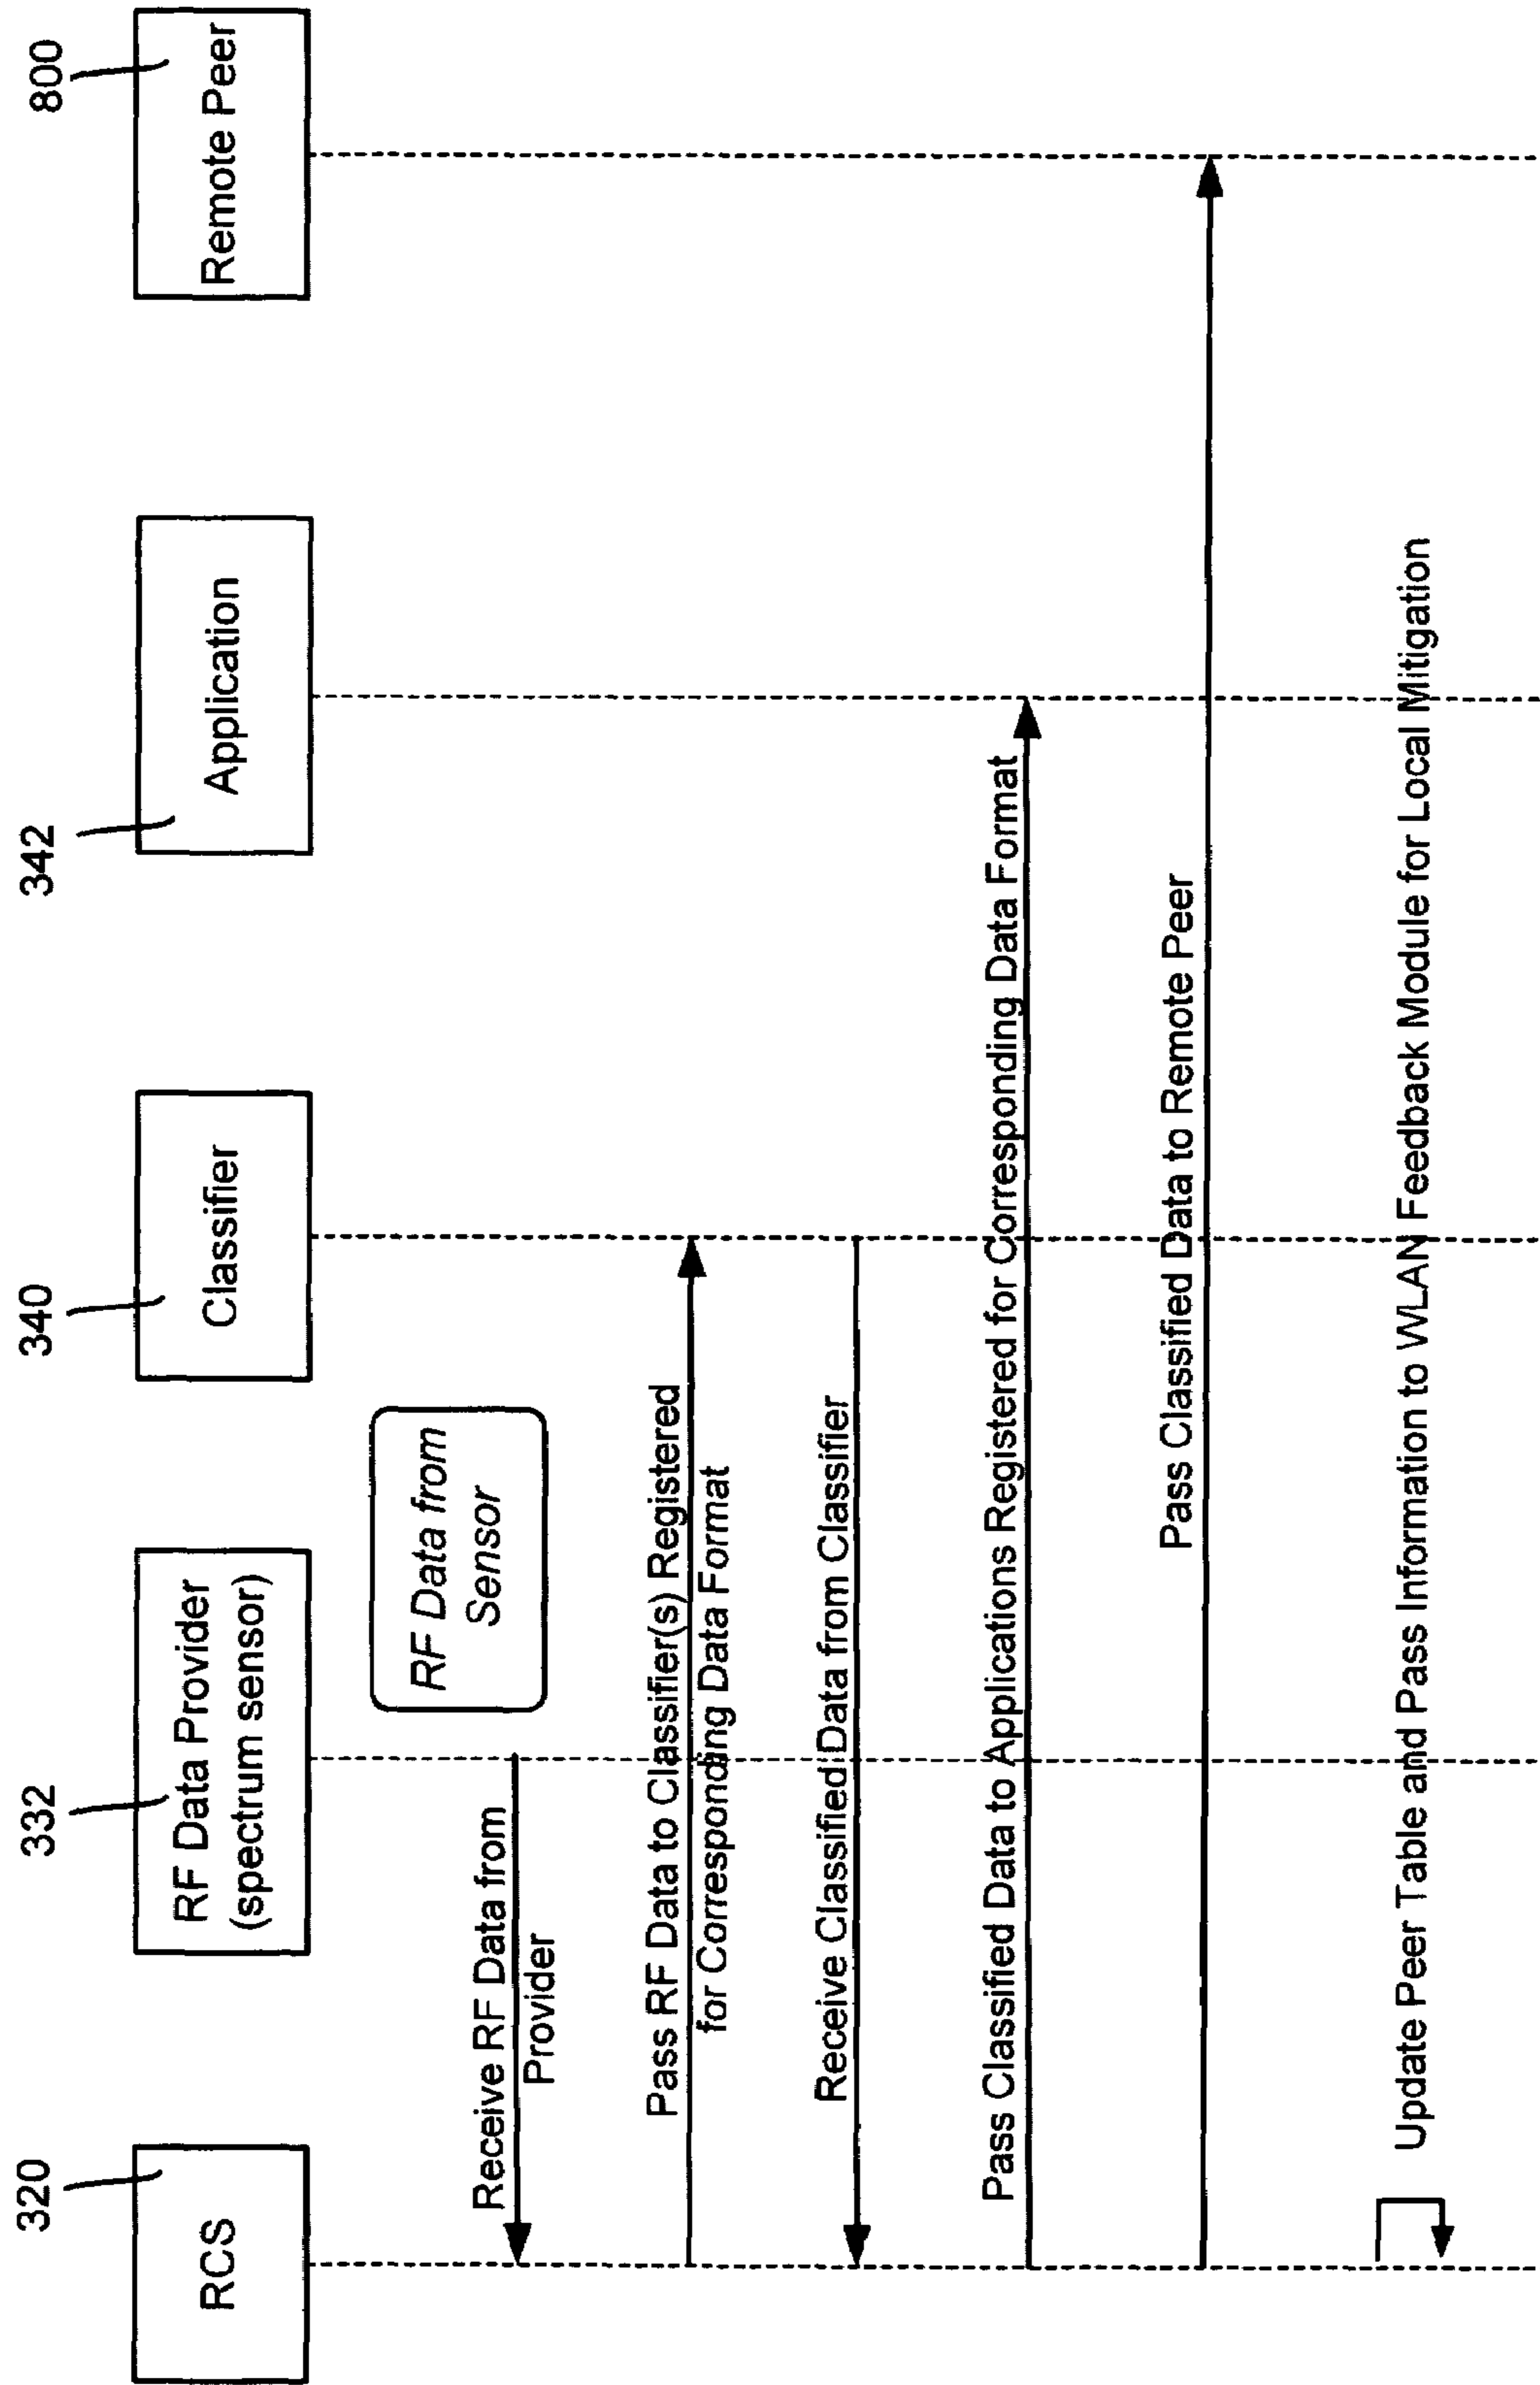 320
332
340
342
800
RCS
RF Data Provider
(spectrum sensor)
Classifier
Application
Remote Peer
RF Data from
Sensor
Receive RF Data from
Provider
Pass RF Data to Classifier(s) Registered
for Corresponding Data Format
Receive Classified Data from Classifier
Pass Classified Data to Applications Registered for Corresponding Data Format
Pass Classified Data to Remote Peer
Update Peer Table and Pass Information to WLAN Feedback Module for Local Mitigation